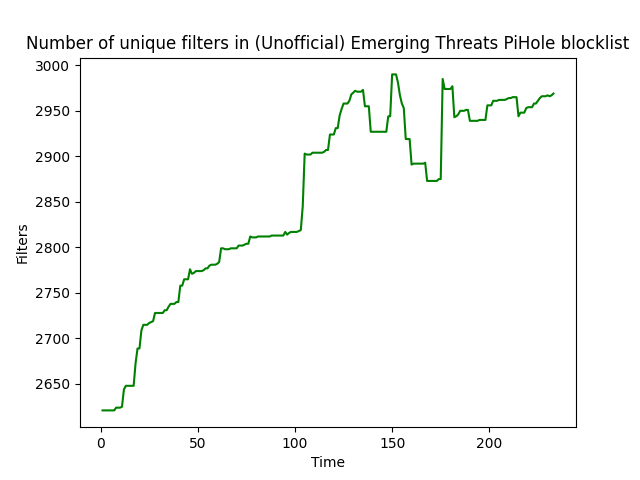 Number of unique filters in (Unofficial) Emerging Threats PiHole blocklist
3000
2950
2900
2850
2800
2750
2700
2650
Filters
0 50 100 150 200
Time